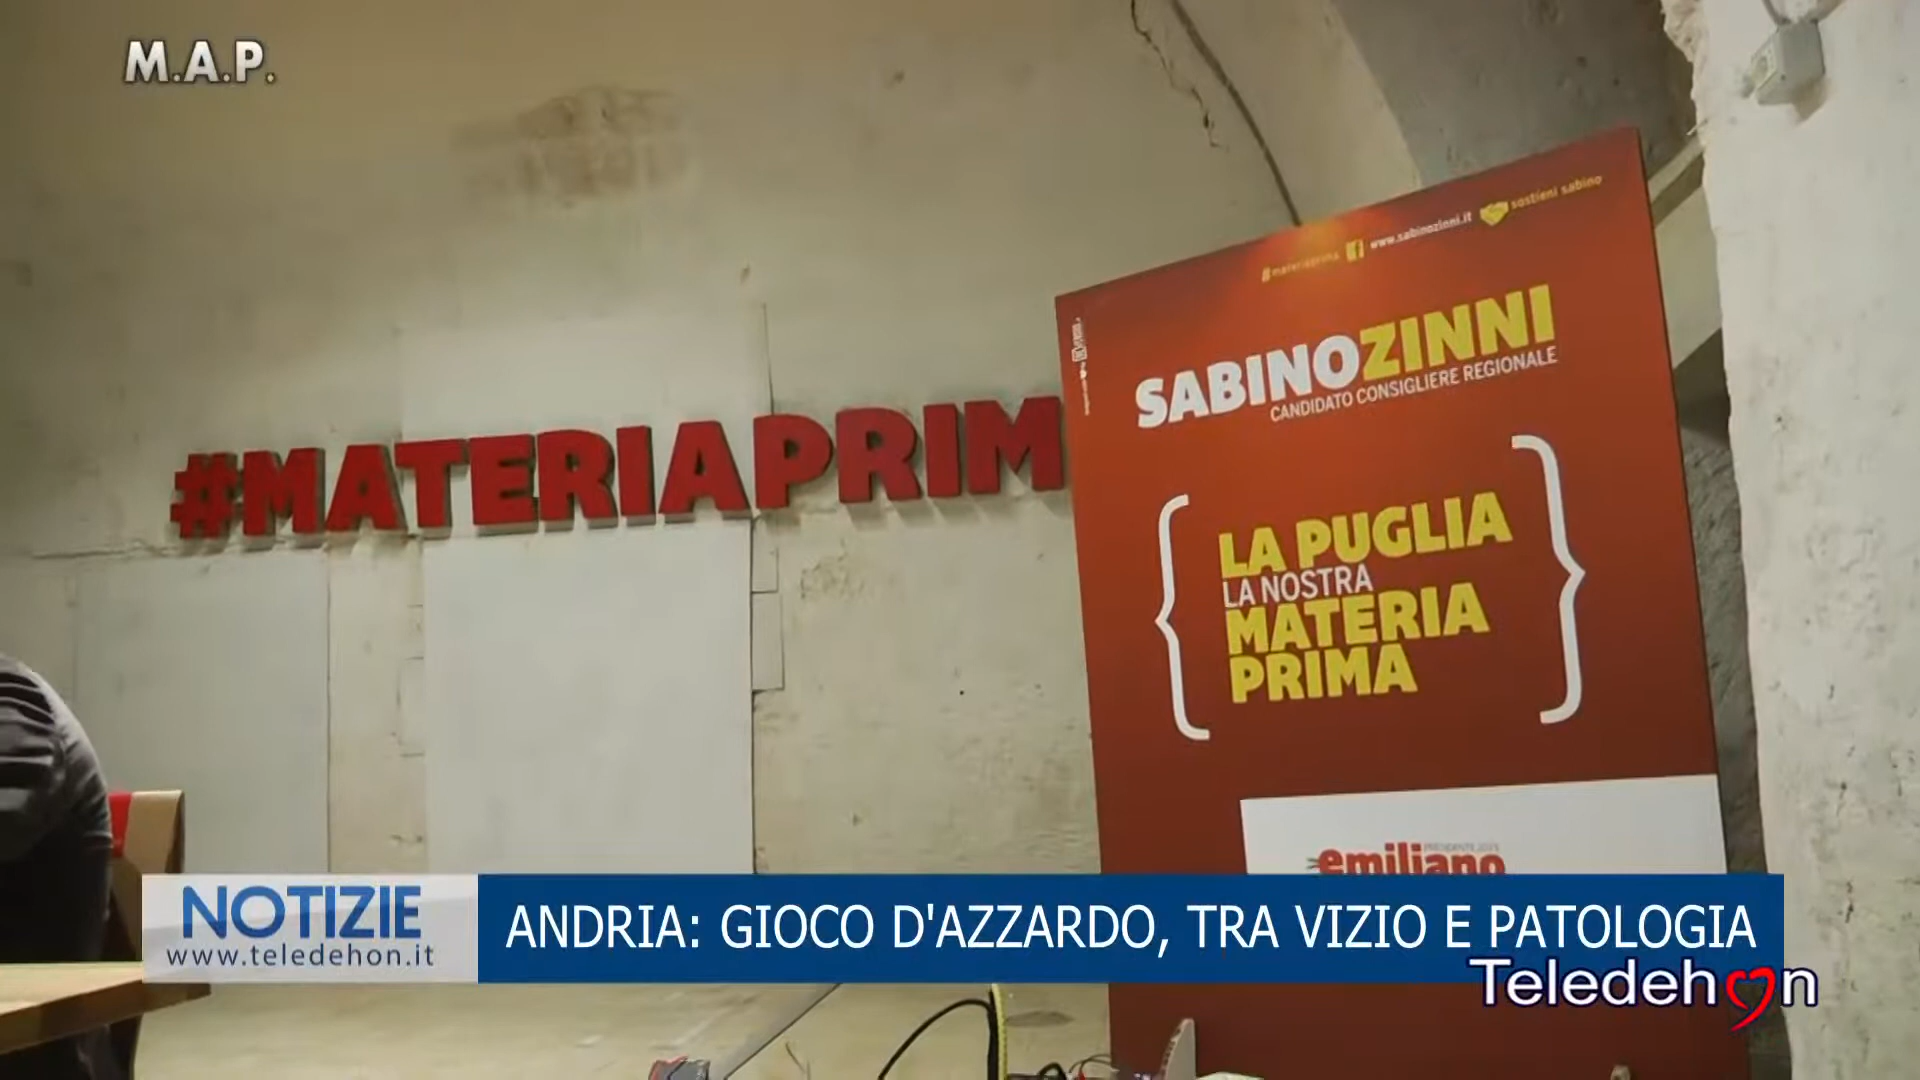 M.A.P.
#materiaprima www.sabinozinni.it sostieni sabino
SABINOZINNI
CANDIDATO CONSIGLIERE REGIONALE
#MATERIAPRIM
LA PUGLIA
LA NOSTRA
MATERIA
PRIMA
emiliano
NOTIZIE
www.teledehon.it
ANDRIA: GIOCO D'AZZARDO, TRA VIZIO E PATOLOGIA
Teledehon